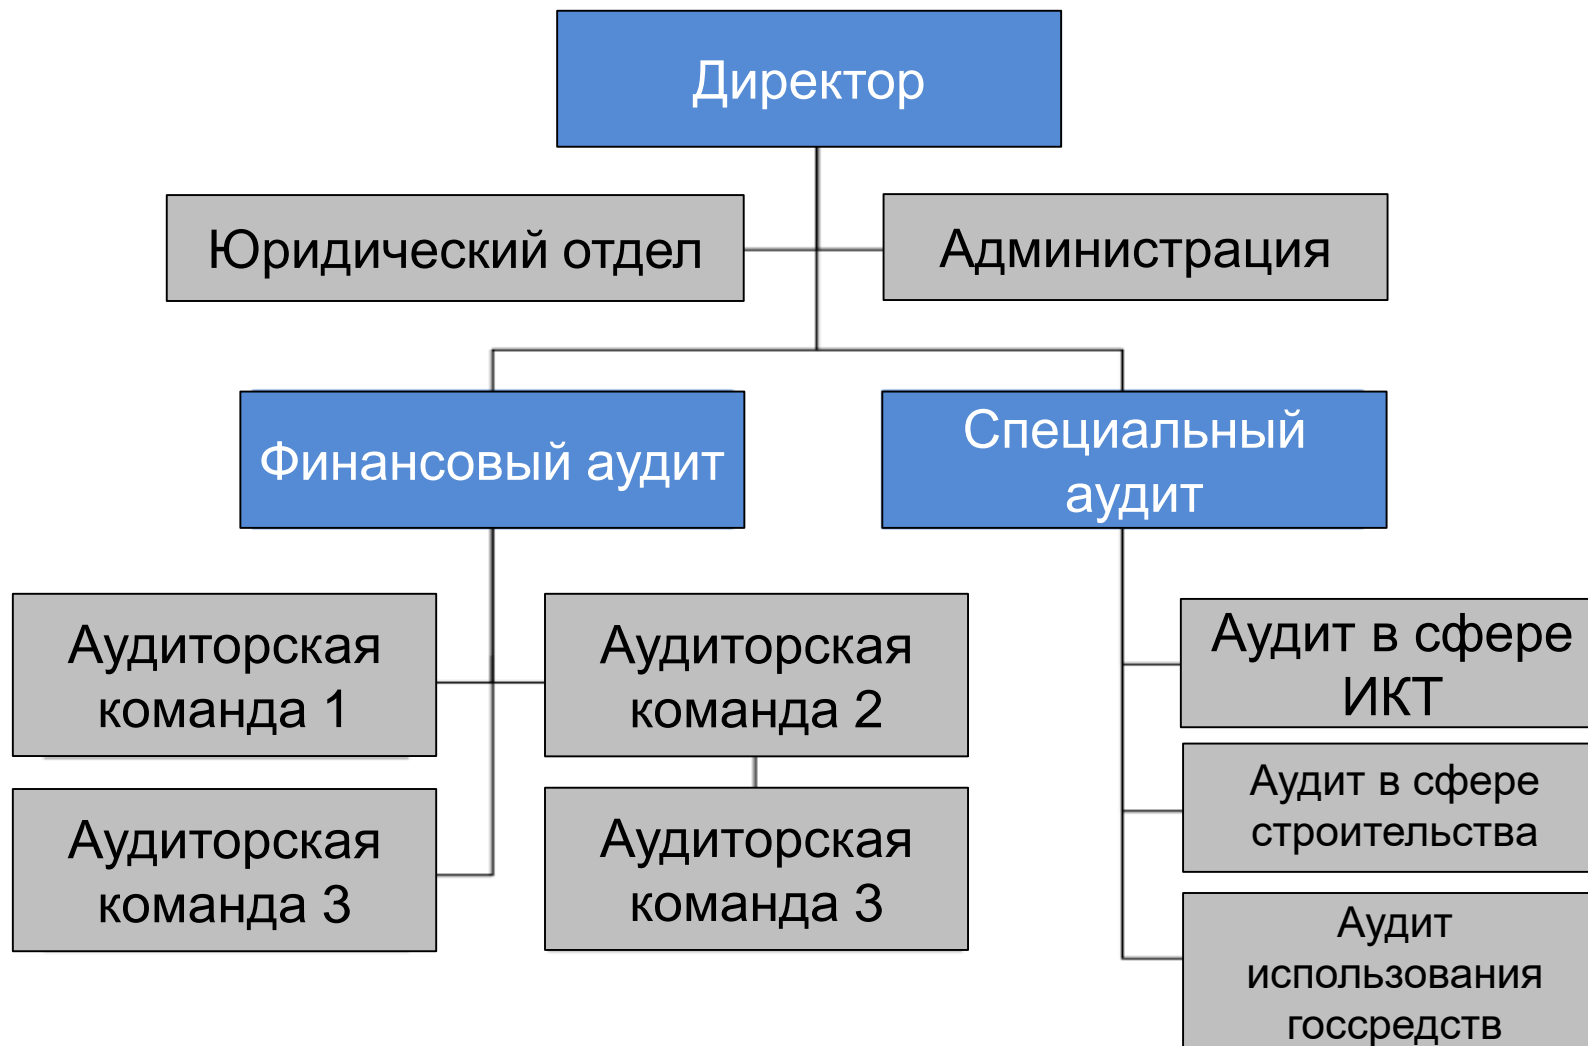 Директор
Юридический отдел
Администрация
Финансовый аудит
Специальный
аудит
Аудиторская
команда 1
Аудиторская
команда 2
Аудиторская
команда 3
Аудиторская
команда 3
Аудит в сфере
ИКТ
Аудит в сфере
строительства
Аудит
использования
госсредств